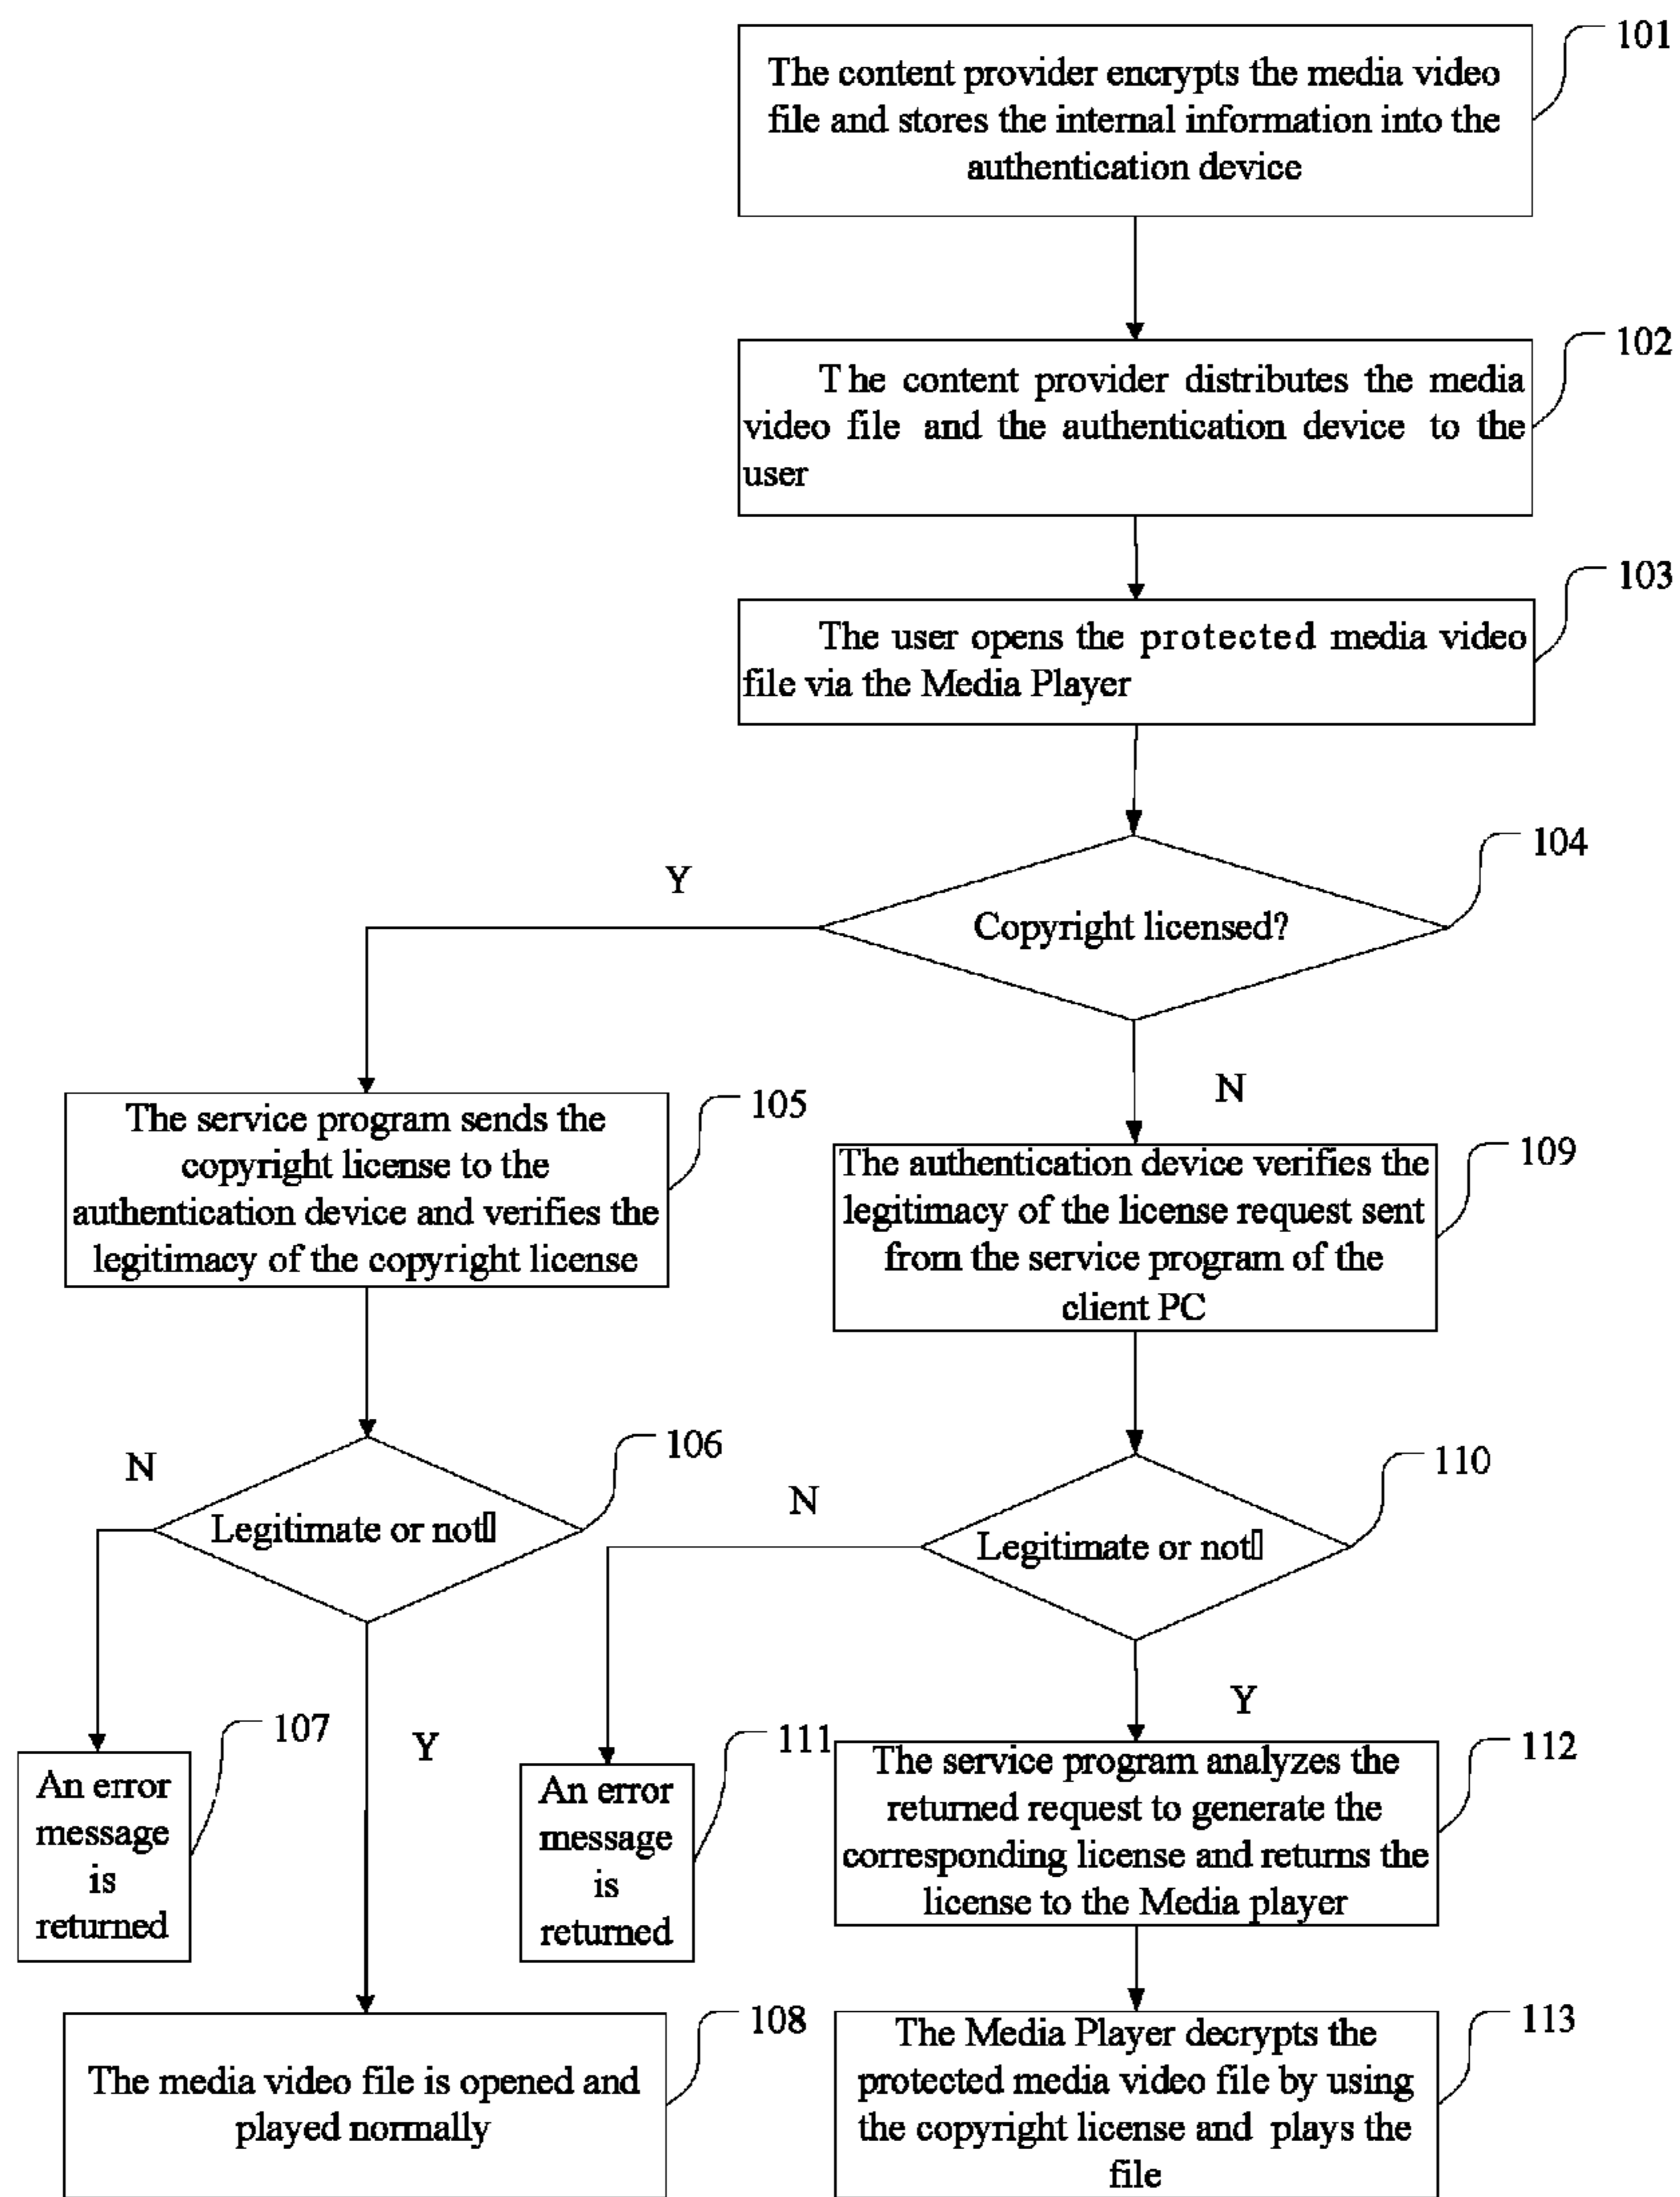 101
The content provider encrypts the media video
file and stores the internal information into the
authentication device
102
The content provider distributes the media
video file and the authentication device to the
user
103
The user opens the protected media video
file via the Media Player
104
Y
Copyright licensed?
N
105
The service program sends the
copyright license to the
authentication device and verifies the
legitimacy of the copyright license
109
The authentication device verifies the
legitimacy of the license request sent
from the service program of the
client PC
106
N
Legitimate or not▯
110
N
Legitimate or not▯
Y
107
An error
message
is
returned
Y
111
An error
message
is
returned
112
The service program analyzes the
returned request to generate the
corresponding license and returns the
license to the Media player
108
The media video file is opened and
played normally
113
The Media Player decrypts the
protected media video file by using
the copyright license and plays the
file